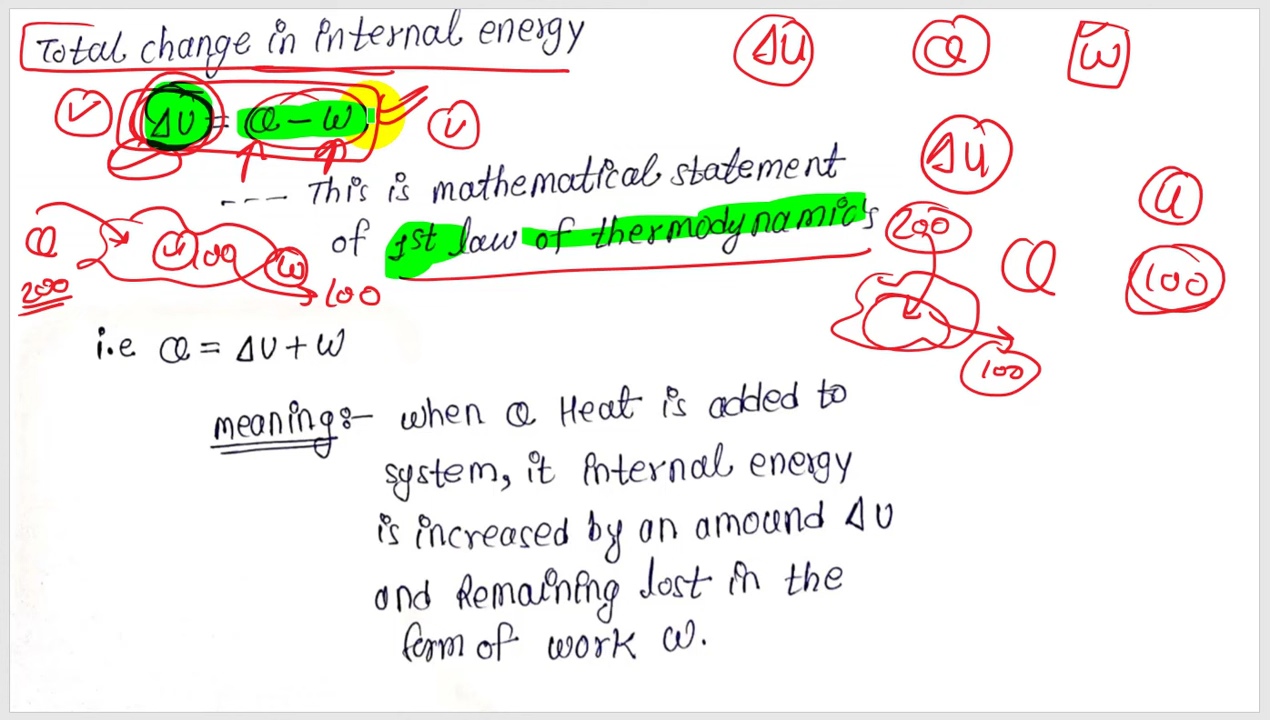 Total change in internal energy
ΔU Q W
ΔU = Q - W
✓ ✓
ΔU
---- This is mathematical statement
of 1st law of thermodynamics
U
200
Q U 100 W
Q
100
200 100
i.e Q = ΔU + W
100
meaning:- when Q Heat is added to
system, it internal energy
is increased by an amound ΔU
and Remaining lost in the
form of work W.